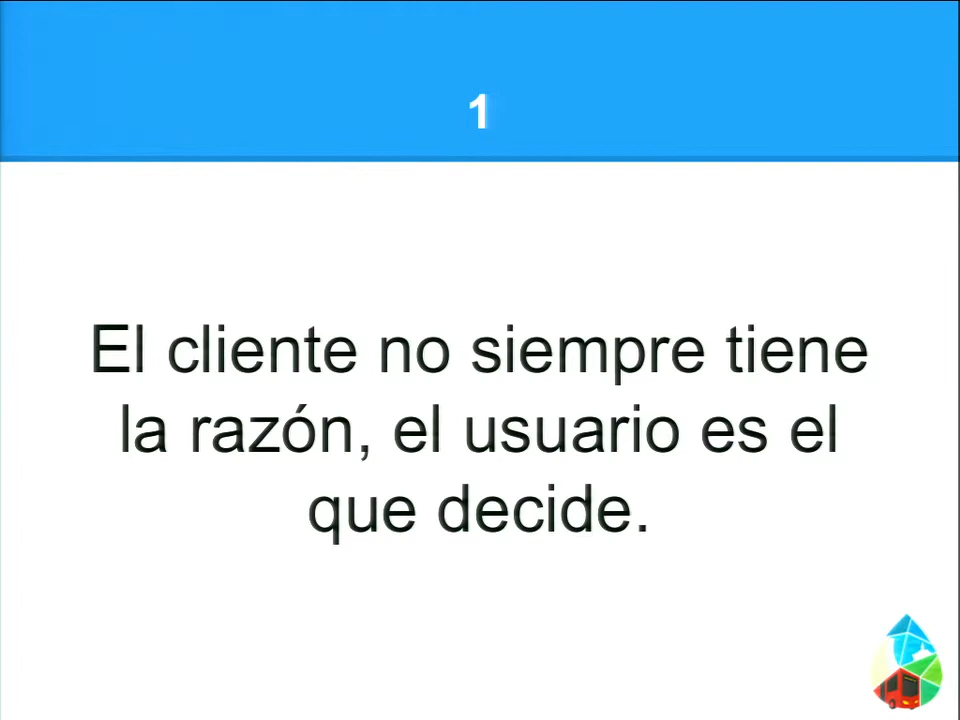 1
El cliente no siempre tiene
la razón, el usuario es el
que decide.